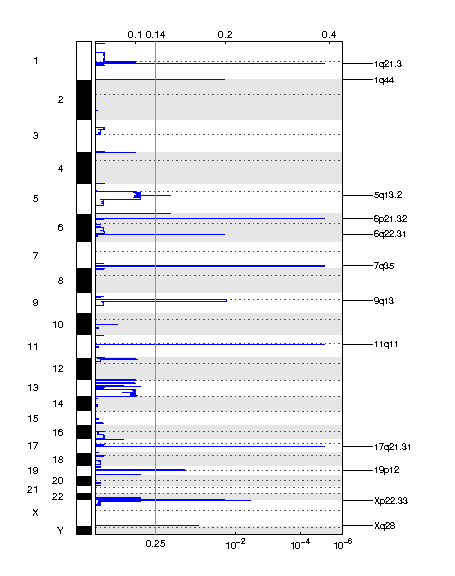 0.1 0.14 0.2 0.4
1
1q21.3
1q44
2
3
4
5
5q13.2
6
6p21.32
6q22.31
7
7q35
8
9
9q13
10
11
11q11
12
13
14
15
16
17
17q21.31
18
19
19p12
20
21
22
Xp22.33
X
Xq28
Y
0.25 10⁻² 10⁻⁴ 10⁻⁶